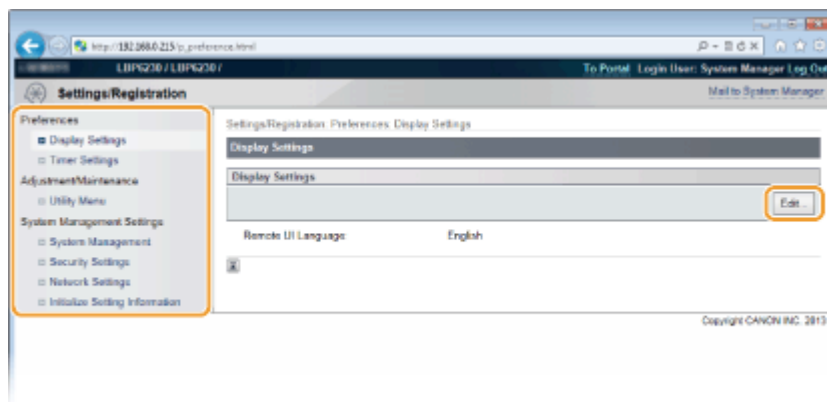 http://192.168.0.215/p_preference.html
LBP6230 / LBP6230 /
To Portal Login User: System Manager Log Out
Settings/Registration
Mail to System Manager
Preferences
Display Settings
Timer Settings
Adjustment/Maintenance
Utility Menu
System Management Settings
System Management
Security Settings
Network Settings
Initialize Setting Information
Settings/Registration: Preferences: Display Settings
Display Settings
Display Settings
Edit...
Remote UI Language: English
Copyright CANON INC. 2013